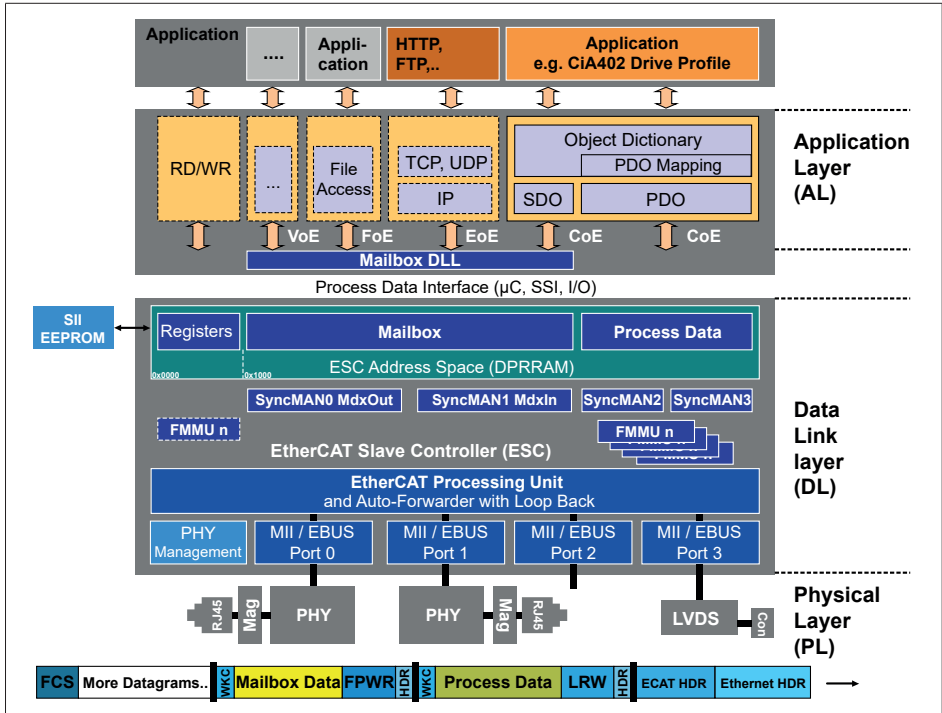 Application
....
Appli-
cation
HTTP,
FTP,..
Application
e.g. CiA402 Drive Profile
RD/WR
...
File
Access
TCP, UDP
IP
Object Dictionary
PDO Mapping
SDO
PDO
Application
Layer
(AL)
VoE
FoE
EoE
CoE
CoE
Mailbox DLL
Process Data Interface (µC, SSI, I/O)
SII
EEPROM
Registers
Mailbox
Process Data
0x0000
0x1000
ESC Address Space (DPRRAM)
SyncMAN0 MdxOut
SyncMAN1 MdxIn
SyncMAN2
SyncMAN3
FMMU n
FMMU n
EtherCAT Slave Controller (ESC)
Data
Link
layer
(DL)
EtherCAT Processing Unit
and Auto-Forwarder with Loop Back
PHY
Management
MII / EBUS
Port 0
MII / EBUS
Port 1
MII / EBUS
Port 2
MII / EBUS
Port 3
RJ45
Mag
PHY
PHY
Mag
RJ45
LVDS
Con
Physical
Layer
(PL)
FCS
More Datagrams..
WKC
Mailbox Data
FPWR
HDR
WKC
Process Data
LRW
HDR
ECAT HDR
Ethernet HDR